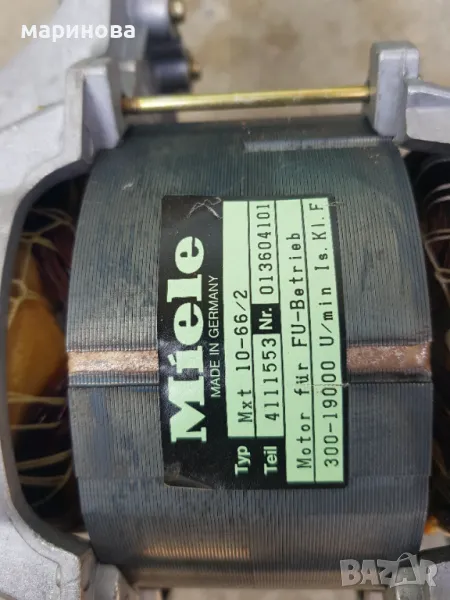 маринова
Miele
MADE IN GERMANY
Typ Mxt 10-66/2
Teil 4111553 Nr. 013604101
Motor für FU-Betrieb
300-19000 U/min Is.Kl.F
BAZAR